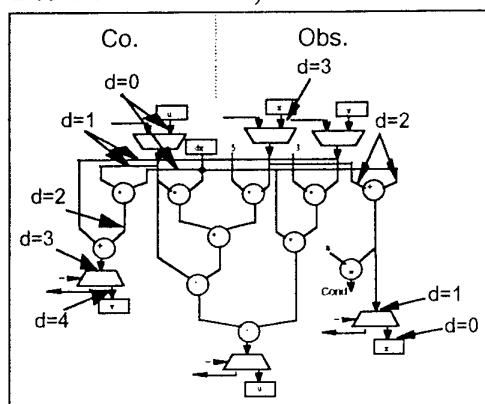 Co. Obs.
d=0 d=3
d=1 u x y
dx 5 3 d=2
d=2
d=3
Cond
d=1
d=4 v d=0
x
u